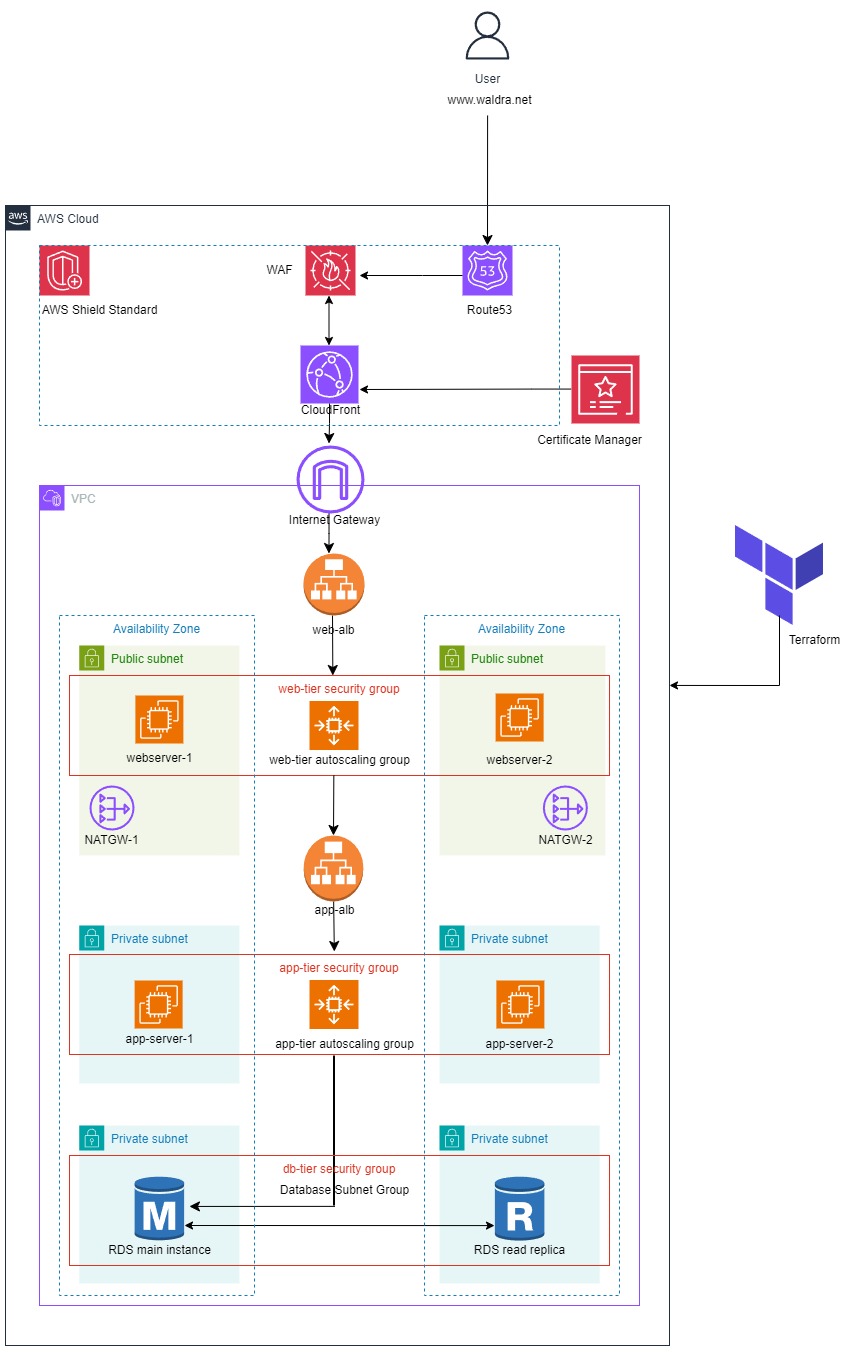 User
www.waldra.net
aws
AWS Cloud
WAF
53
AWS Shield Standard
Route53
CloudFront
Certificate Manager
VPC
Internet Gateway
web-alb
Terraform
Availability Zone
Availability Zone
Public subnet
Public subnet
web-tier security group
webserver-1
web-tier autoscaling group
webserver-2
NATGW-1
NATGW-2
app-alb
Private subnet
Private subnet
app-tier security group
app-server-1
app-tier autoscaling group
app-server-2
Private subnet
Private subnet
db-tier security group
Database Subnet Group
M
R
RDS main instance
RDS read replica